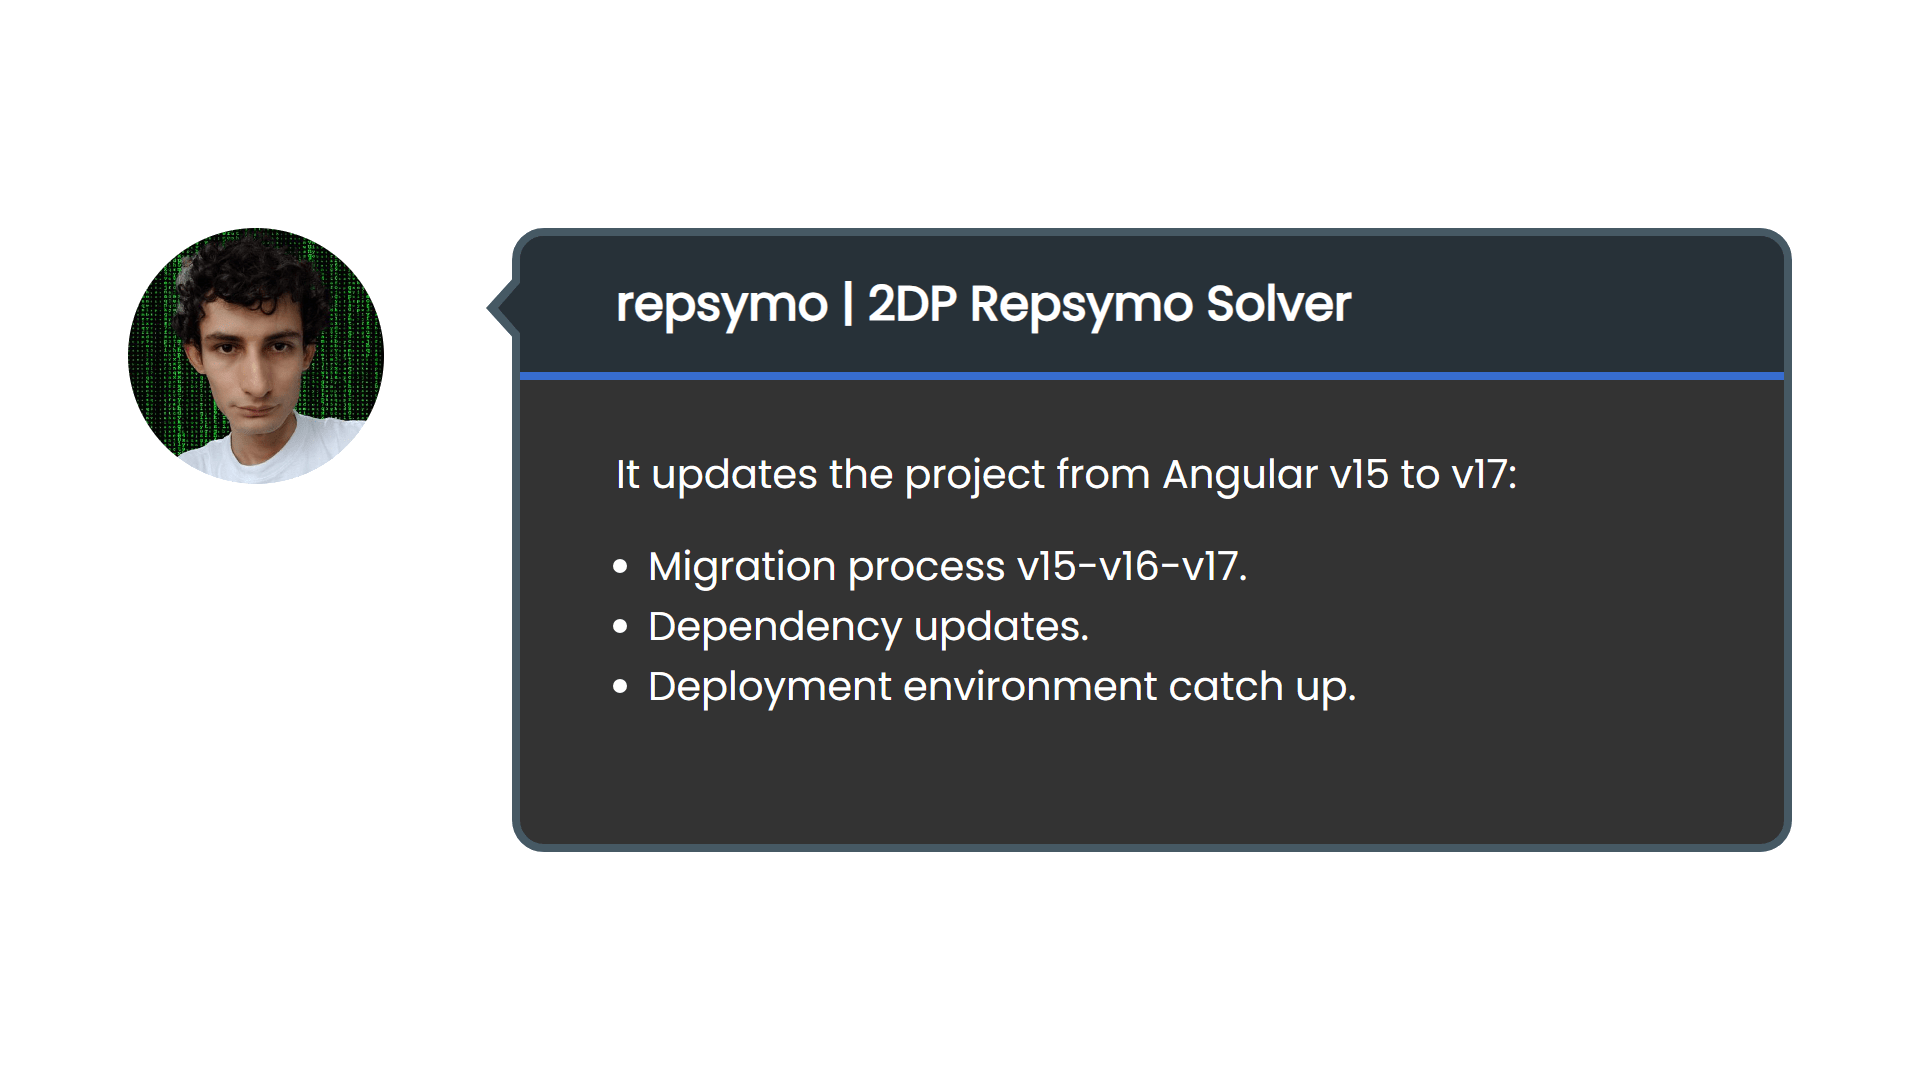 repsymo | 2DP Repsymo Solver
It updates the project from Angular v15 to v17:
• Migration process v15-v16-v17.
• Dependency updates.
• Deployment environment catch up.